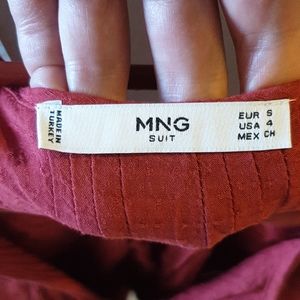 MADE IN
TURKEY
MNG
SUIT
EUR S
USA 4
MEX CH